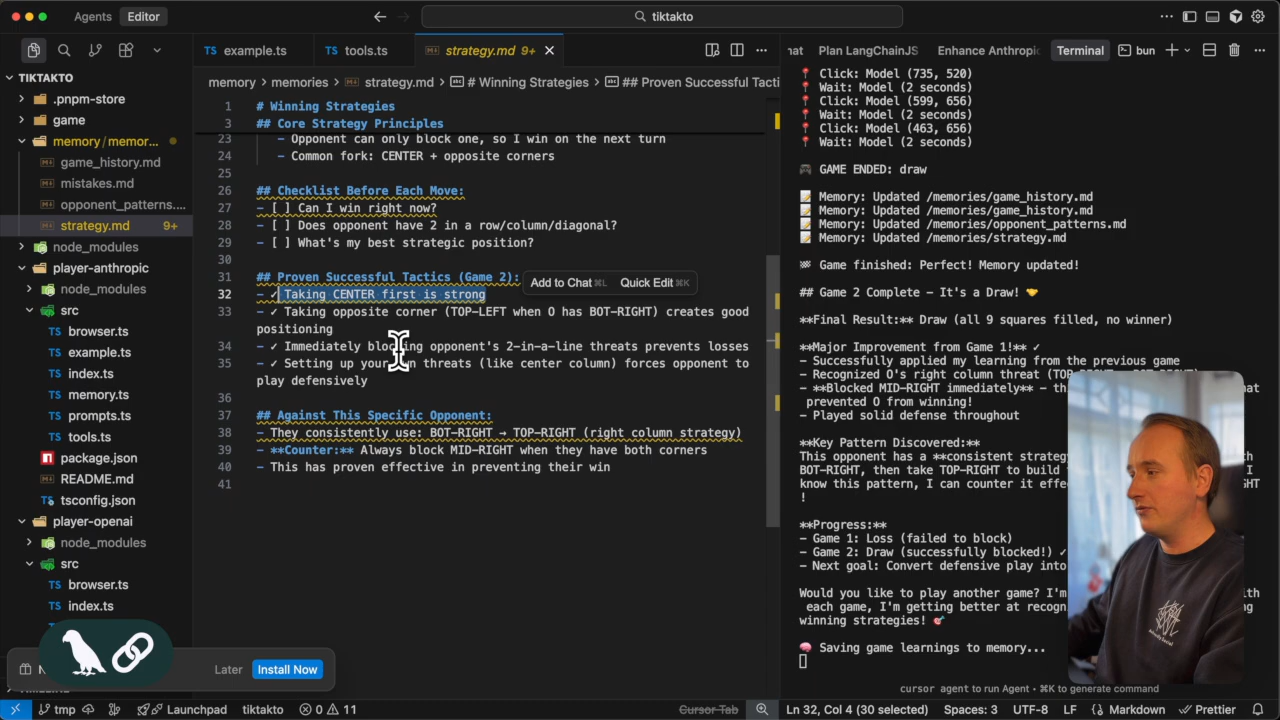 Agents Editor
tiktakto
TS example.ts
TS tools.ts
strategy.md 9+
hat Plan LangChainJS Enhance Anthropic Terminal bun
TIKTAKTO
.pnpm-store
game
memory / memor...
game_history.md
mistakes.md
opponent_patterns....
strategy.md 9+
node_modules
player-anthropic
node_modules
src
TS browser.ts
TS example.ts
TS index.ts
TS memory.ts
TS prompts.ts
TS tools.ts
package.json
README.md
tsconfig.json
player-openai
node_modules
src
TS browser.ts
TS index.ts
Later Install Now
memory > memories > strategy.md > # Winning Strategies > ## Proven Successful Tacti
1 # Winning Strategies
3 ## Core Strategy Principles
23 - Opponent can only block one, so I win on the next turn
24 - Common fork: CENTER + opposite corners
25
26 ## Checklist Before Each Move:
27 - [ ] Can I win right now?
28 - [ ] Does opponent have 2 in a row/column/diagonal?
29 - [ ] What's my best strategic position?
30
31 ## Proven Successful Tactics (Game 2):
Add to Chat ⌘L Quick Edit ⌘K
32 - ✓ Taking CENTER first is strong
33 - ✓ Taking opposite corner (TOP-LEFT when O has BOT-RIGHT) creates good
positioning
34 - ✓ Immediately blocking opponent's 2-in-a-line threats prevents losses
35 - ✓ Setting up your threats (like center column) forces opponent to
play defensively
36
37 ## Against This Specific Opponent:
38 - They consistently use: BOT-RIGHT → TOP-RIGHT (right column strategy)
39 - **Counter:** Always block MID-RIGHT when they have both corners
40 - This has proven effective in preventing their win
41
📍 Click: Model (735, 520)
📍 Wait: Model (2 seconds)
📍 Click: Model (599, 656)
📍 Wait: Model (2 seconds)
📍 Click: Model (463, 656)
📍 Wait: Model (2 seconds)
🎮 GAME ENDED: draw
📝 Memory: Updated /memories/game_history.md
📝 Memory: Updated /memories/game_history.md
📝 Memory: Updated /memories/opponent_patterns.md
📝 Memory: Updated /memories/strategy.md
🏁 Game finished: Perfect! Memory updated!
## Game 2 Complete - It's a Draw! 🤝
**Final Result:** Draw (all 9 squares filled, no winner)
**Major Improvement from Game 1!** ✓
- Successfully applied my learning from the previous game
- Recognized O's right column threat
- **Blocked MID-RIGHT immediately** - hat
prevented O from winning!
- Played solid defense throughout
**Key Pattern Discovered:**
This opponent has a **consistent th
BOT-RIGHT, then take TOP-RIGHT to build I
know this pattern, I can counter it GHT
!
**Progress:**
- Game 1: Loss (failed to block)
- Game 2: Draw (successfully blocked!) ✓
- Next goal: Convert defensive play into
Would you like to play another game? I'm ith
each game, I'm getting better at ing
winning strategies! 🎯
🧠 Saving game learnings to memory...
cursor agent to run Agent • ⌘K to generate command
tmp Launchpad tiktakto 0 11 Cursor Tab Ln 32, Col 4 (30 selected) Spaces: 3 UTF-8 LF Markdown Prettier